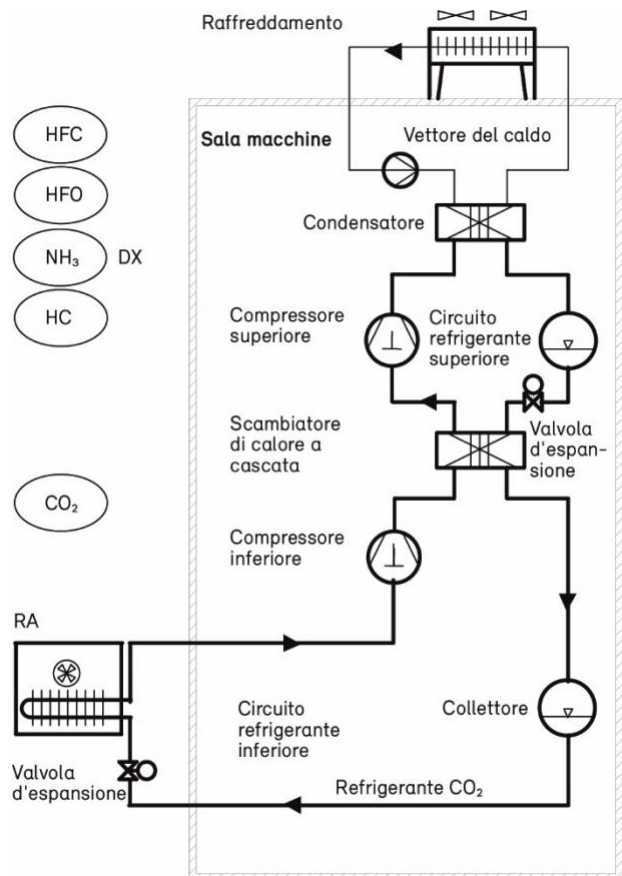 Raffreddamento
HFC
HFO
NH₃ DX
HC
CO₂
Sala macchine
Vettore del caldo
Condensatore
Compressore
superiore
Circuito
refrigerante
superiore
Scambiatore
di calore a
cascata
Valvola
d'espan-
sione
Compressore
inferiore
RA
Circuito
refrigerante
inferiore
Collettore
Valvola
d'espansione
Refrigerante CO₂